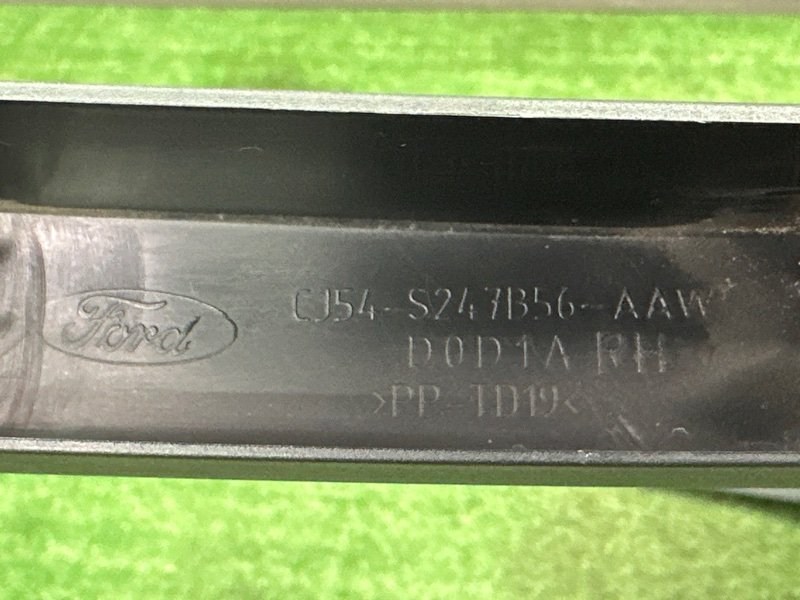 Ford
CJ54-S247B56-AAW
D0D1A RH
>PP-TD19<